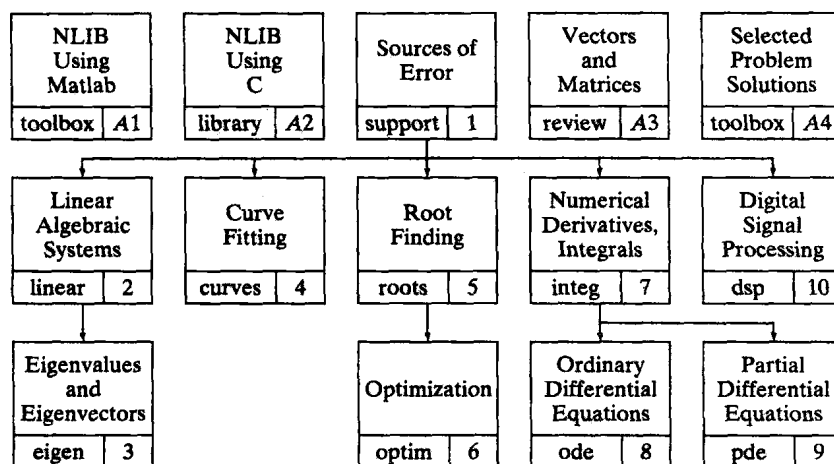 NLIB
Using
Matlab
toolbox A1
NLIB
Using
C
library A2
Sources of
Error
support 1
Vectors
and
Matrices
review A3
Selected
Problem
Solutions
toolbox A4
Linear
Algebraic
Systems
linear 2
Curve
Fitting
curves 4
Root
Finding
roots 5
Numerical
Derivatives,
Integrals
integ 7
Digital
Signal
Processing
dsp 10
Eigenvalues
and
Eigenvectors
eigen 3
Optimization
optim 6
Ordinary
Differential
Equations
ode 8
Partial
Differential
Equations
pde 9